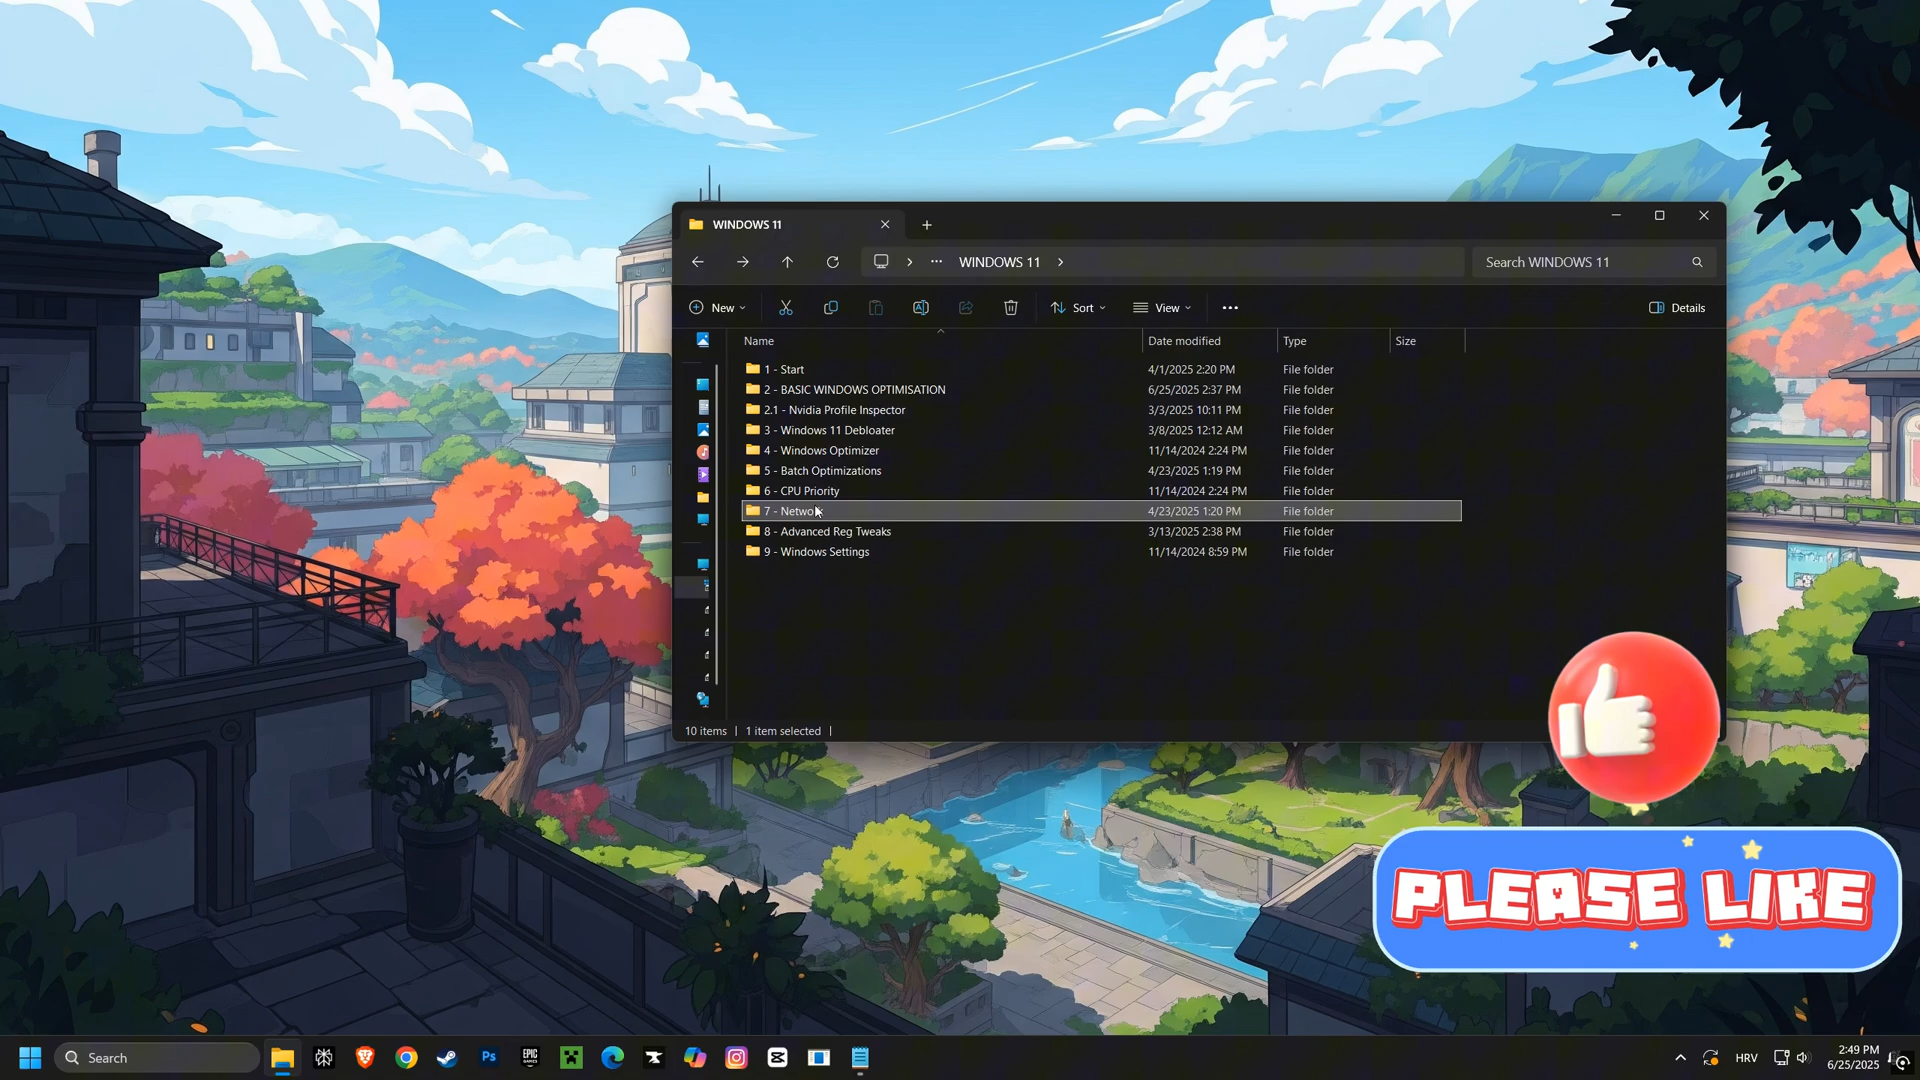 WINDOWS 11
WINDOWS 11
Search WINDOWS 11
New
Sort
View
Details
Name Date modified Type Size
1 - Start 4/1/2025 2:20 PM File folder
2 - BASIC WINDOWS OPTIMISATION 6/25/2025 2:37 PM File folder
2.1 - Nvidia Profile Inspector 3/3/2025 10:11 PM File folder
3 - Windows 11 Debloater 3/8/2025 12:12 AM File folder
4 - Windows Optimizer 11/14/2024 2:24 PM File folder
5 - Batch Optimizations 4/23/2025 1:19 PM File folder
6 - CPU Priority 11/14/2024 2:24 PM File folder
7 - Network 4/23/2025 1:20 PM File folder
8 - Advanced Reg Tweaks 3/13/2025 2:38 PM File folder
9 - Windows Settings 11/14/2024 8:59 PM File folder
10 items 1 item selected
PLEASE LIKE
Search
Ps
EPIC GAMES
HRV
2:49 PM
6/25/2025